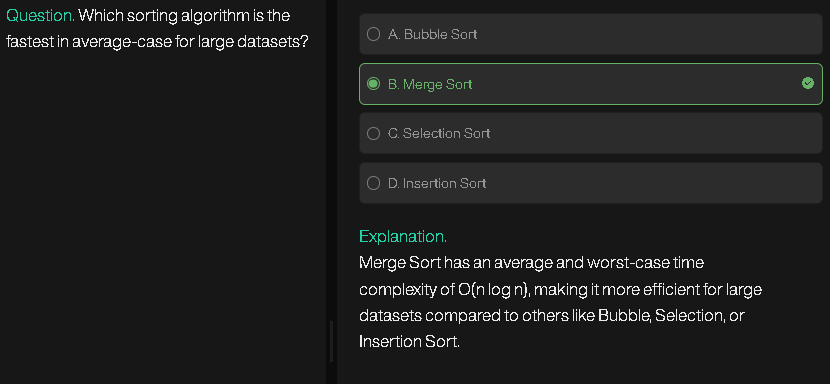 Question. Which sorting algorithm is the
fastest in average-case for large datasets?
A. Bubble Sort
B. Merge Sort
C. Selection Sort
D. Insertion Sort
Explanation.
Merge Sort has an average and worst-case time
complexity of O(n log n), making it more efficient for large
datasets compared to others like Bubble, Selection, or
Insertion Sort.